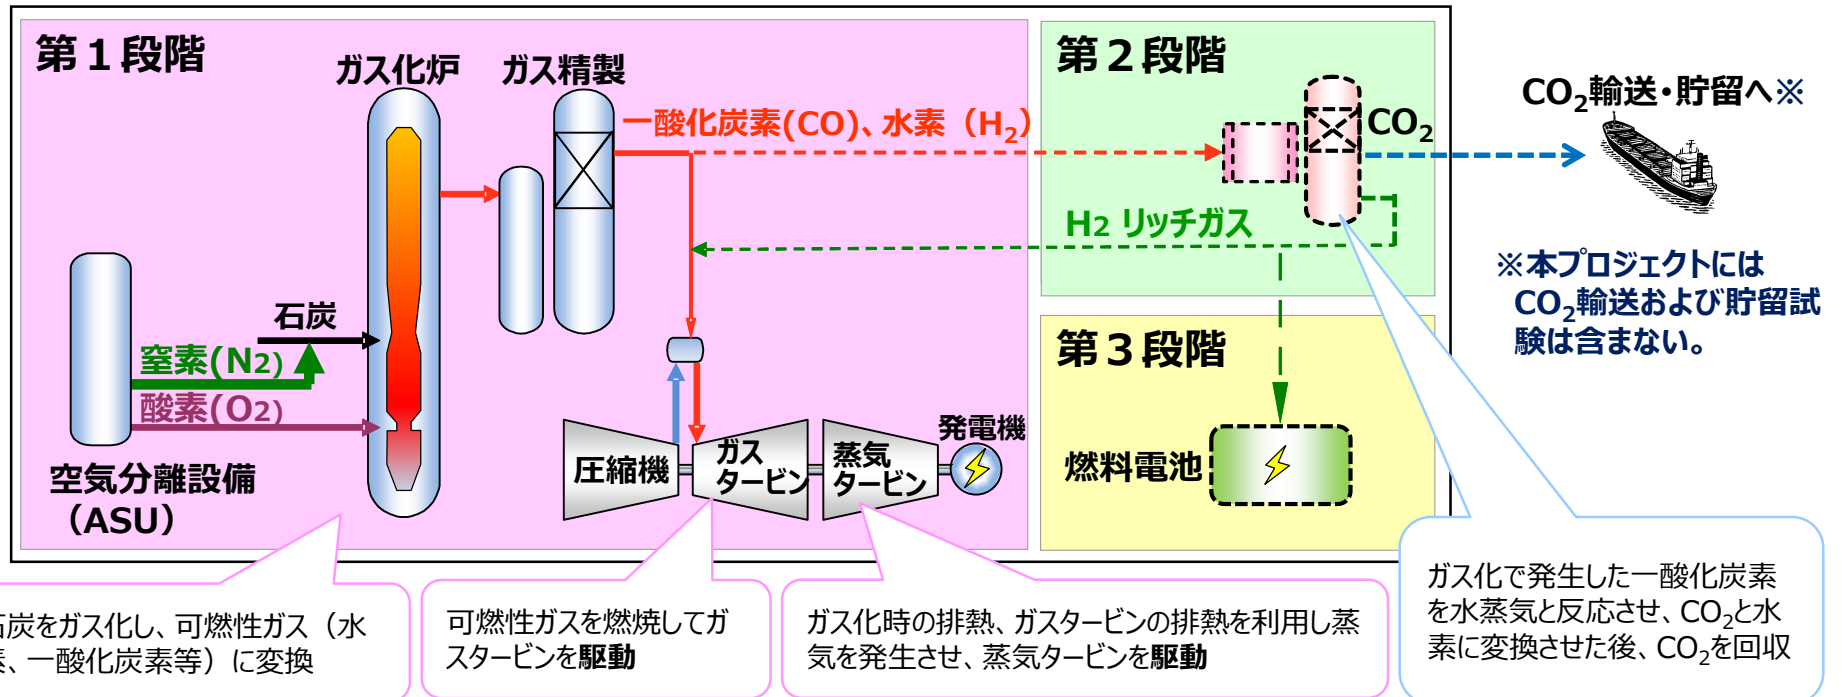 第１段階
ガス化炉
ガス精製
一酸化炭素(CO)、水素（H2）
石炭
窒素(N2)
酸素(O2)
空気分離設備
（ASU）
圧縮機
ガス
タービン
蒸気
タービン
発電機
第２段階
CO2
H2 リッチガス
第３段階
燃料電池
CO2輸送・貯留へ※
※本プロジェクトには
CO2輸送および貯留試
験は含まない。
石炭をガス化し、可燃性ガス（水
素、一酸化炭素等）に変換
可燃性ガスを燃焼してガ
スタービンを駆動
ガス化時の排熱、ガスタービンの排熱を利用し蒸
気を発生させ、蒸気タービンを駆動
ガス化で発生した一酸化炭素
を水蒸気と反応させ、CO2と水
素に変換させた後、CO2を回収